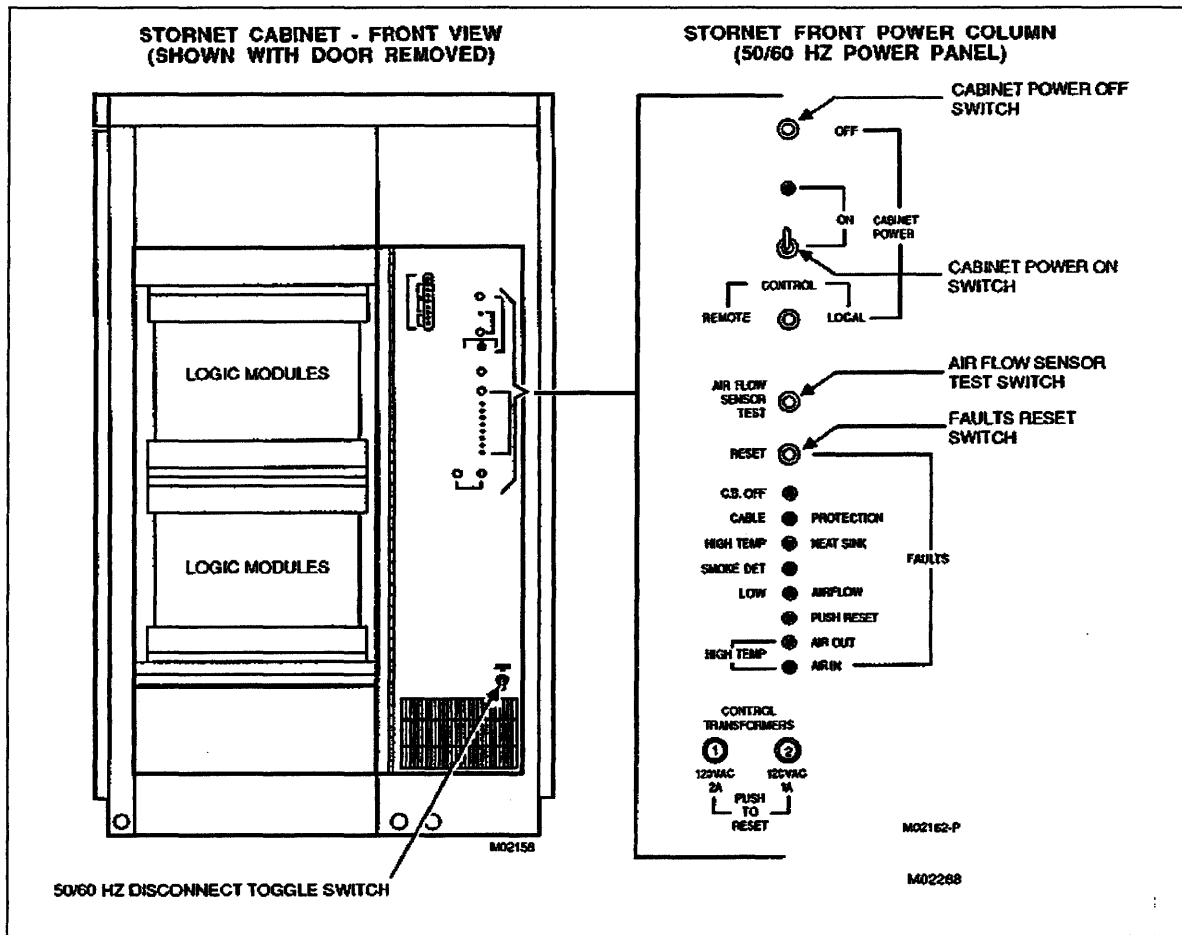 STORNET CABINET - FRONT VIEW
(SHOWN WITH DOOR REMOVED)
LOGIC MODULES
LOGIC MODULES
M02158
50/60 HZ DISCONNECT TOGGLE SWITCH
STORNET FRONT POWER COLUMN
(50/60 HZ POWER PANEL)
CABINET POWER OFF
SWITCH
OFF
ON
CABINET
POWER
CABINET POWER ON
SWITCH
CONTROL
REMOTE
LOCAL
AIR FLOW
SENSOR
TEST
AIR FLOW SENSOR
TEST SWITCH
FAULTS RESET
SWITCH
RESET
C.B. OFF
CABLE PROTECTION
HIGH TEMP HEAT SINK
SMOKE DET
LOW AIRFLOW
PUSH RESET
AIR OUT
HIGH TEMP
AIR IN
FAULTS
CONTROL
TRANSFORMERS
1 2
120VAC 120VAC
2A 1A
PUSH
TO
RESET
M02162-P
M02268